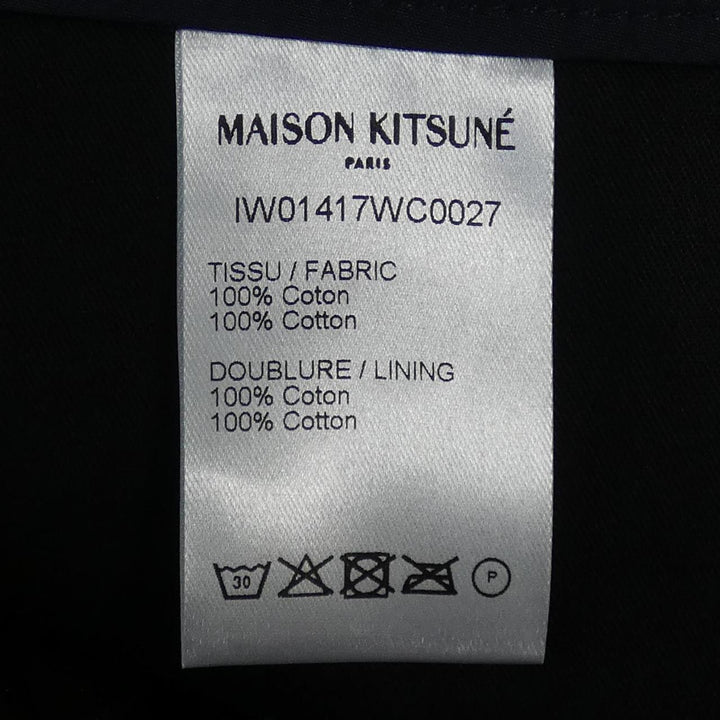 MAISON KITSUNÉ
PARIS
IW01417WC0027
TISSU / FABRIC
100% Coton
100% Cotton
DOUBLURE / LINING
100% Coton
100% Cotton
30
P